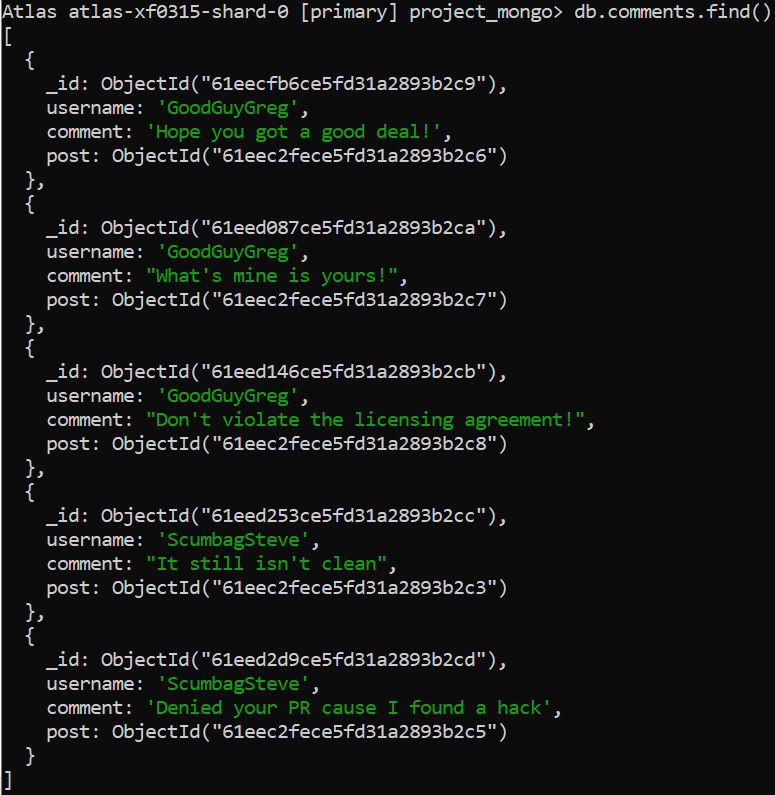 Atlas atlas-xf0315-shard-0 [primary] project_mongo> db.comments.find()
[
  {
    _id: ObjectId("61eecfb6ce5fd31a2893b2c9"),
    username: 'GoodGuyGreg',
    comment: 'Hope you got a good deal!',
    post: ObjectId("61eec2fece5fd31a2893b2c6")
  },
  {
    _id: ObjectId("61eed087ce5fd31a2893b2ca"),
    username: 'GoodGuyGreg',
    comment: "What's mine is yours!",
    post: ObjectId("61eec2fece5fd31a2893b2c7")
  },
  {
    _id: ObjectId("61eed146ce5fd31a2893b2cb"),
    username: 'GoodGuyGreg',
    comment: "Don't violate the licensing agreement!",
    post: ObjectId("61eec2fece5fd31a2893b2c8")
  },
  {
    _id: ObjectId("61eed253ce5fd31a2893b2cc"),
    username: 'ScumbagSteve',
    comment: "It still isn't clean",
    post: ObjectId("61eec2fece5fd31a2893b2c3")
  },
  {
    _id: ObjectId("61eed2d9ce5fd31a2893b2cd"),
    username: 'ScumbagSteve',
    comment: 'Denied your PR cause I found a hack',
    post: ObjectId("61eec2fece5fd31a2893b2c5")
  }
]